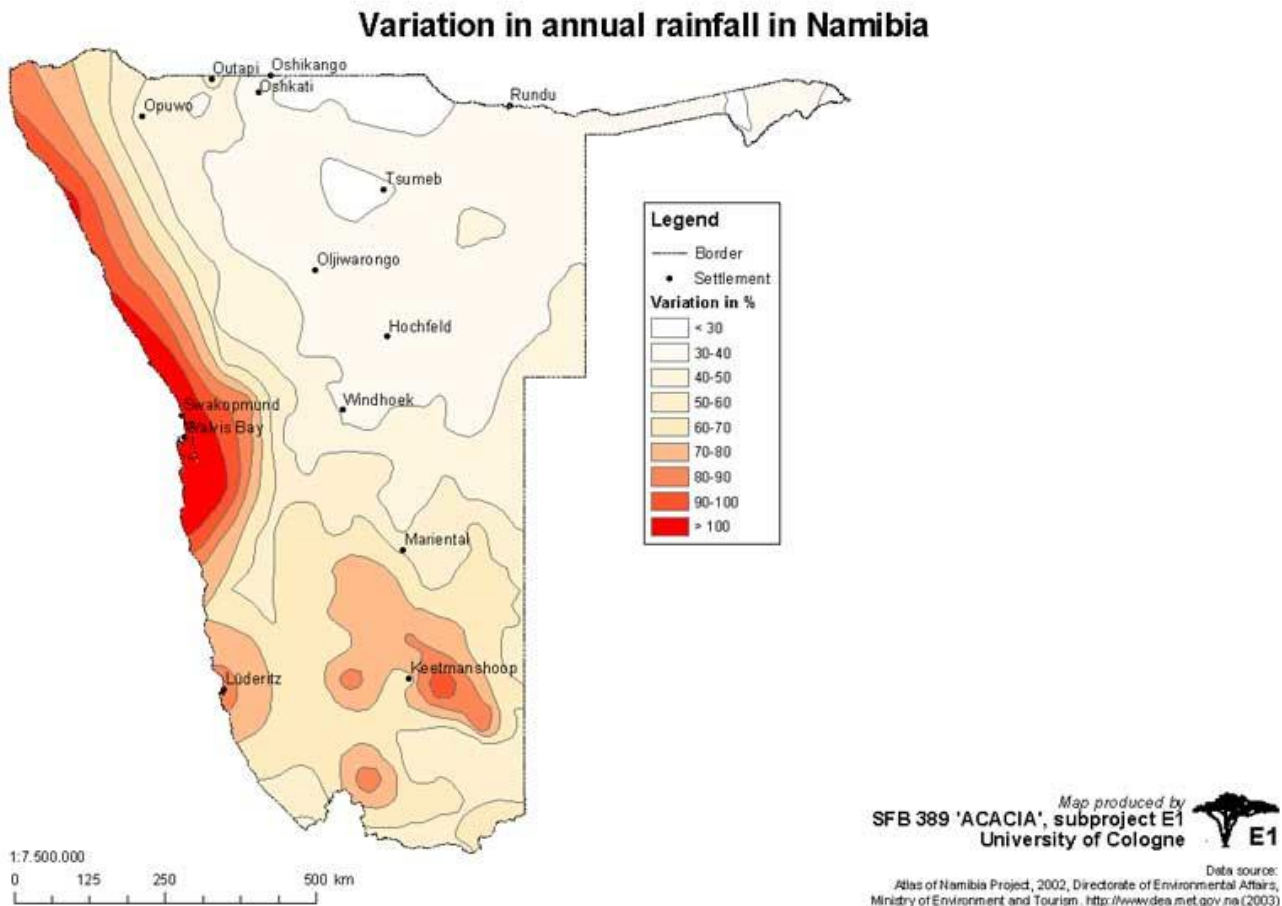 Variation in annual rainfall in Namibia
Outapi
Oshikango
Oshkati
Opuwo
Rundu
Tsumeb
Oljiwarongo
Hochfeld
Windhoek
Swakopmund
Walvis Bay
Mariental
Keetmanshoop
Lüderitz
Legend
Border
Settlement
Variation in %
< 30
30-40
40-50
50-60
60-70
70-80
80-90
90-100
> 100
Map produced by
SFB 389 'ACACIA', subproject E1
University of Cologne
E1
Data source:
Atlas of Namibia Project, 2002, Directorate of Environmental Affairs,
Ministry of Environment and Tourism. http://www.dea.met.gov.na (2003)
1:7.500.000
0 125 250 500 km